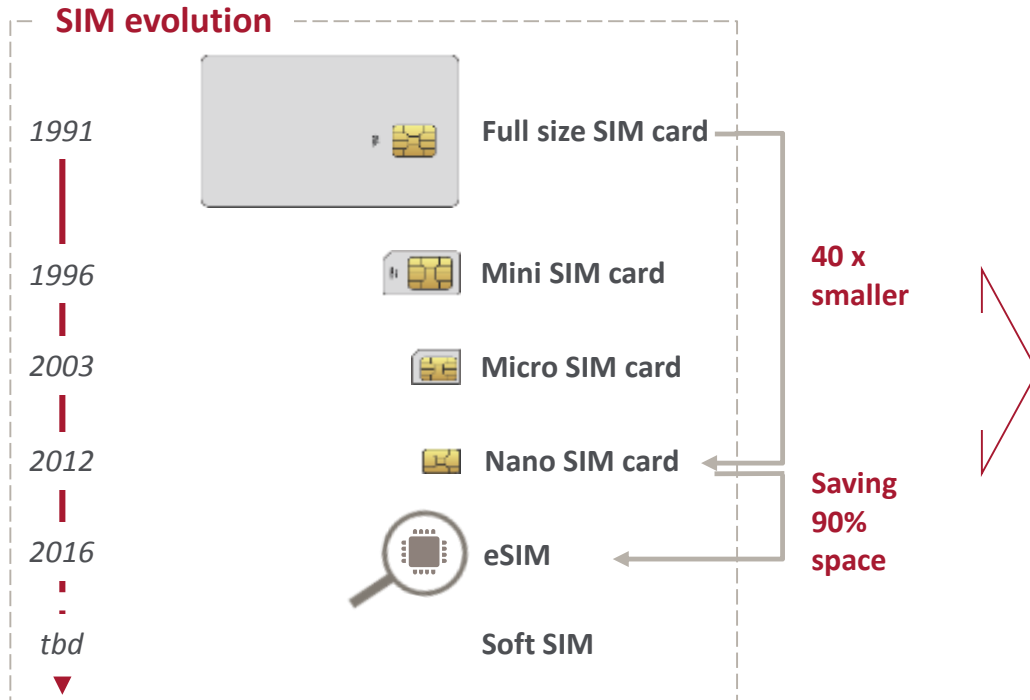 SIM evolution
1991
Full size SIM card
1996
Mini SIM card
40 x
smaller
2003
Micro SIM card
2012
Nano SIM card
Saving
90%
space
2016
eSIM
tbd
Soft SIM